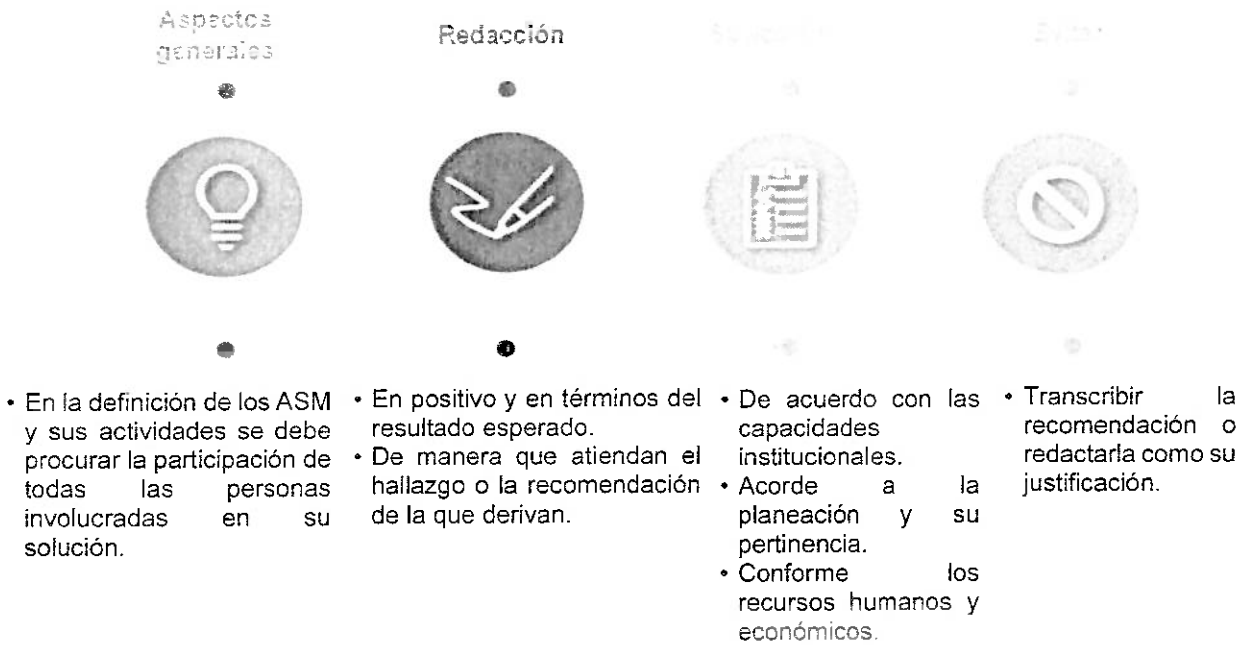 Aspectos
generales
Redacción
Evitar
• En la definición de los ASM
y sus actividades se debe
procurar la participación de
todas las personas
involucradas en su
solución.
• En positivo y en términos del
resultado esperado.
• De manera que atiendan el
hallazgo o la recomendación
de la que derivan.
• De acuerdo con las
capacidades
institucionales.
• Acorde a la
planeación y su
pertinencia.
• Conforme los
recursos humanos y
económicos.
• Transcribir la
recomendación o
redactarla como su
justificación.